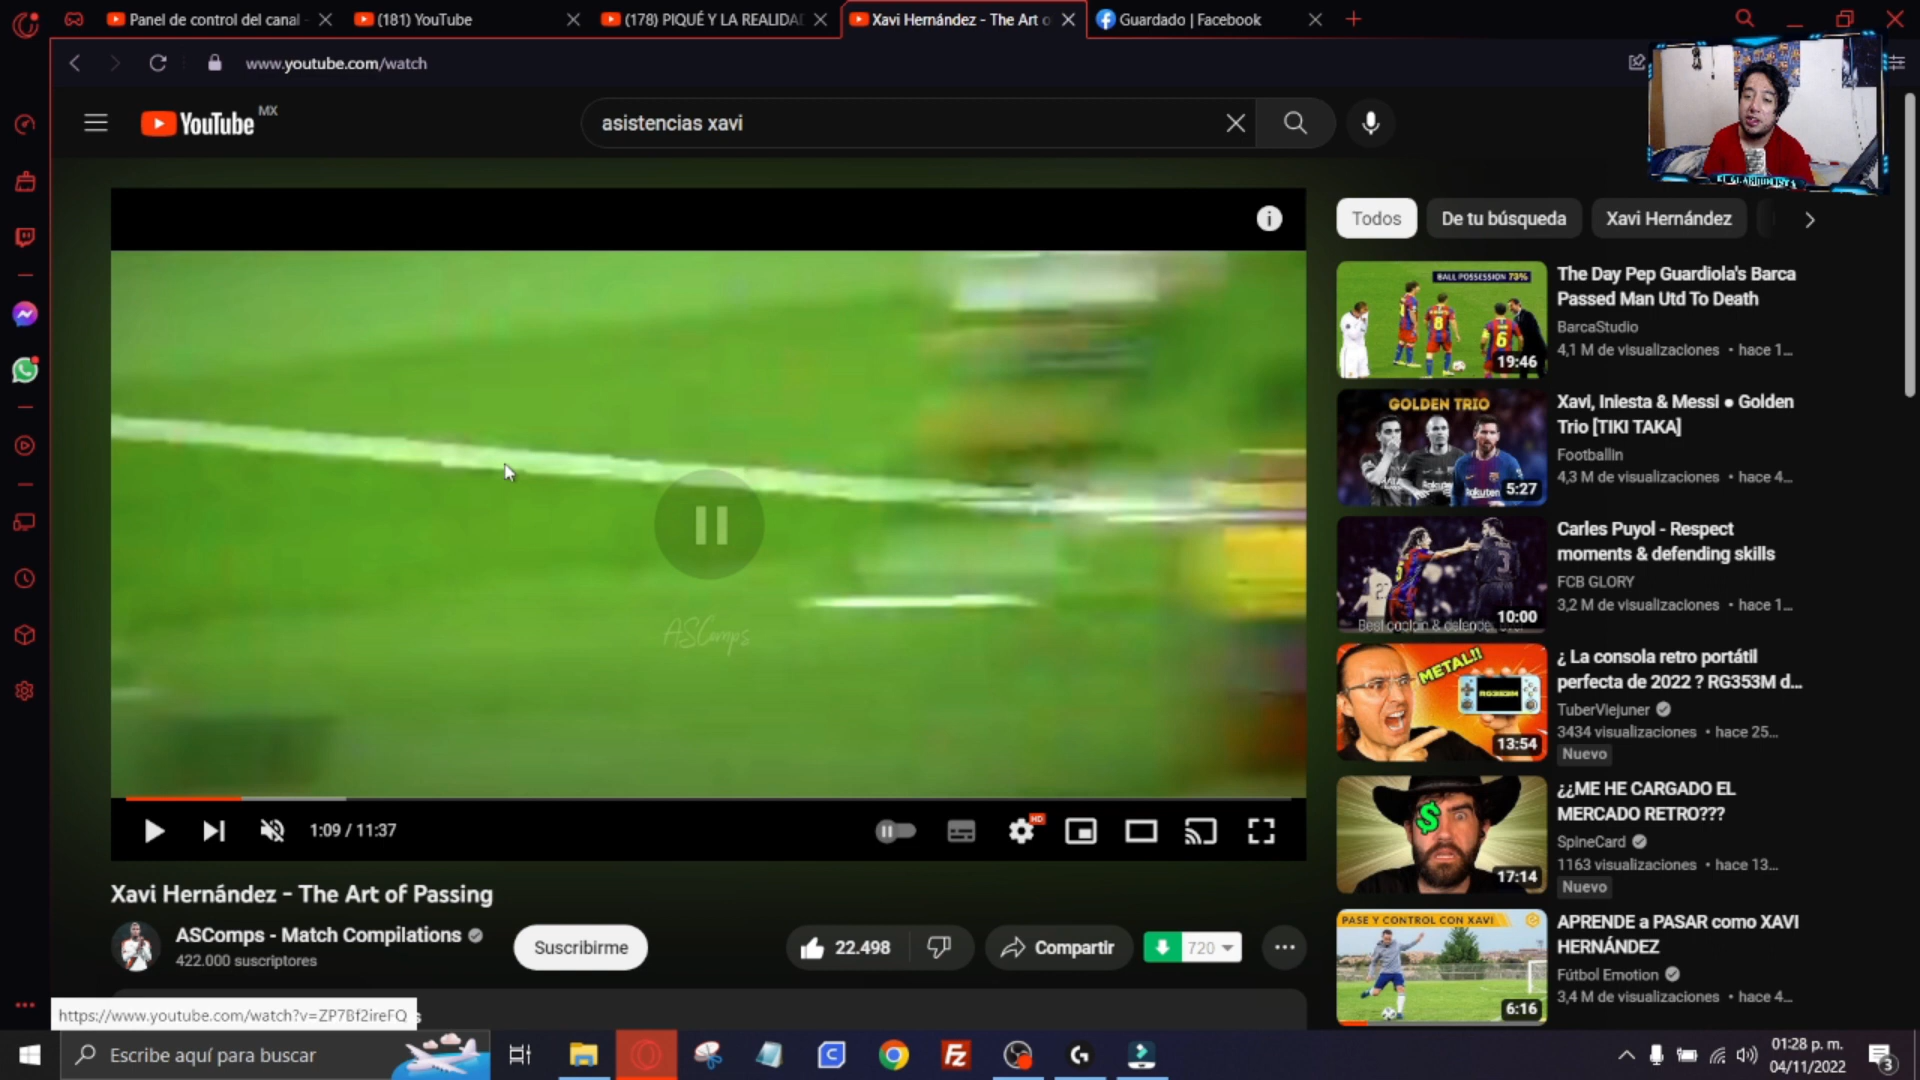 Panel de control del canal
(181) YouTube
(178) PIQUÉ Y LA REALIDA
Xavi Hernández - The Art o
Guardado | Facebook
www.youtube.com/watch
YouTube MX
asistencias xavi
Todos
De tu búsqueda
Xavi Hernández
BALL POSSESSION 73%
19:46
The Day Pep Guardiola's Barca
Passed Man Utd To Death
BarcaStudio
4,1 M de visualizaciones • hace 1...
GOLDEN TRIO
5:27
Xavi, Iniesta & Messi ● Golden
Trio [TIKI TAKA]
Footballin
4,3 M de visualizaciones • hace 4...
10:00
Carles Puyol - Respect
moments & defending skills
FCB GLORY
3,2 M de visualizaciones • hace 1...
METAL!!
RG353M
13:54
¿ La consola retro portátil
perfecta de 2022 ? RG353M d...
TuberViejuner
3434 visualizaciones • hace 25...
Nuevo
17:14
¿¿ME HE CARGADO EL
MERCADO RETRO???
SpineCard
1163 visualizaciones • hace 13...
Nuevo
PASE Y CONTROL CON XAVI
6:16
APRENDE a PASAR como XAVI
HERNÁNDEZ
Fútbol Emotion
3,4 M de visualizaciones • hace 4...
ASComps
1:09 / 11:37
HD
Xavi Hernández - The Art of Passing
ASComps - Match Compilations
422.000 suscriptores
Suscribirme
22.498
Compartir
720
https://www.youtube.com/watch?v=ZP7Bf2ireFQ
Escribe aquí para buscar
01:28 p. m.
04/11/2022
3